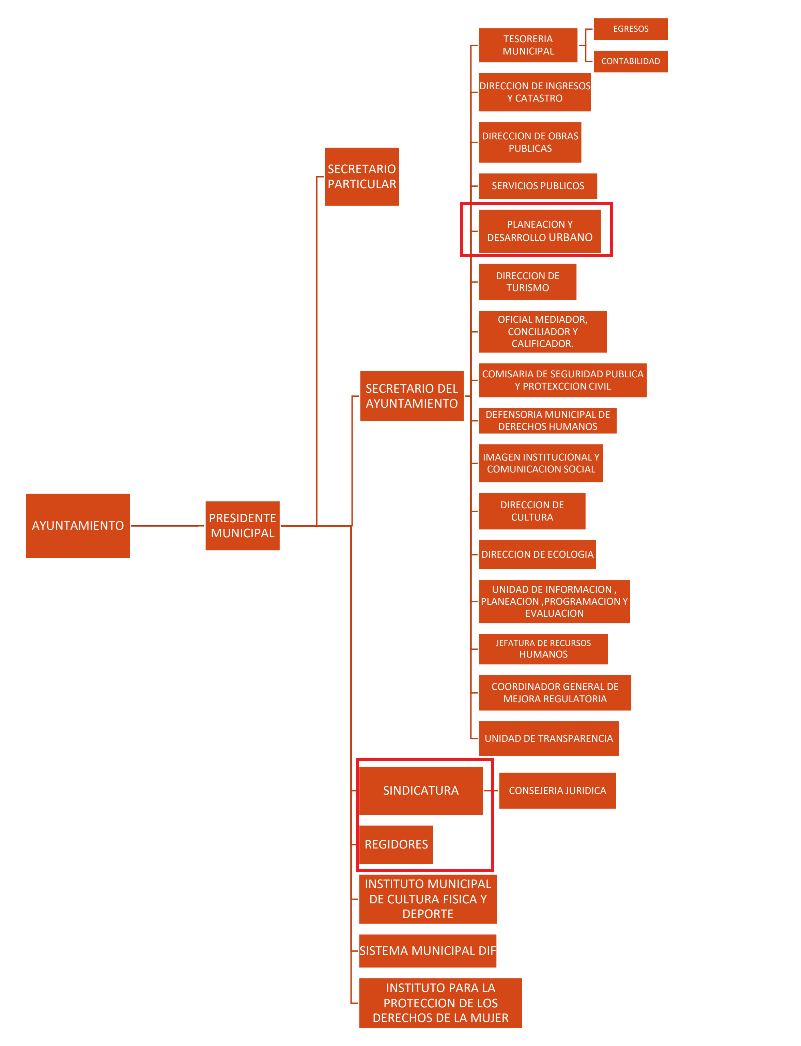 AYUNTAMIENTO
PRESIDENTE
MUNICIPAL
SECRETARIO
PARTICULAR
SECRETARIO DEL
AYUNTAMIENTO
TESORERIA
MUNICIPAL
EGRESOS
CONTABILIDAD
DIRECCION DE INGRESOS
Y CATASTRO
DIRECCION DE OBRAS
PUBLICAS
SERVICIOS PUBLICOS
PLANEACION Y
DESARROLLO URBANO
DIRECCION DE
TURISMO
OFICIAL MEDIADOR,
CONCILIADOR Y
CALIFICADOR.
COMISARIA DE SEGURIDAD PUBLICA
Y PROTEXCCION CIVIL
DEFENSORIA MUNICIPAL DE
DERECHOS HUMANOS
IMAGEN INSTITUCIONAL Y
COMUNICACION SOCIAL
DIRECCION DE
CULTURA
DIRECCION DE ECOLOGIA
UNIDAD DE INFORMACION ,
PLANEACION ,PROGRAMACION Y
EVALUACION
JEFATURA DE RECURSOS
HUMANOS
COORDINADOR GENERAL DE
MEJORA REGULATORIA
UNIDAD DE TRANSPARENCIA
SINDICATURA
CONSEJERIA JURIDICA
REGIDORES
INSTITUTO MUNICIPAL
DE CULTURA FISICA Y
DEPORTE
SISTEMA MUNICIPAL DIF
INSTITUTO PARA LA
PROTECCION DE LOS
DERECHOS DE LA MUJER